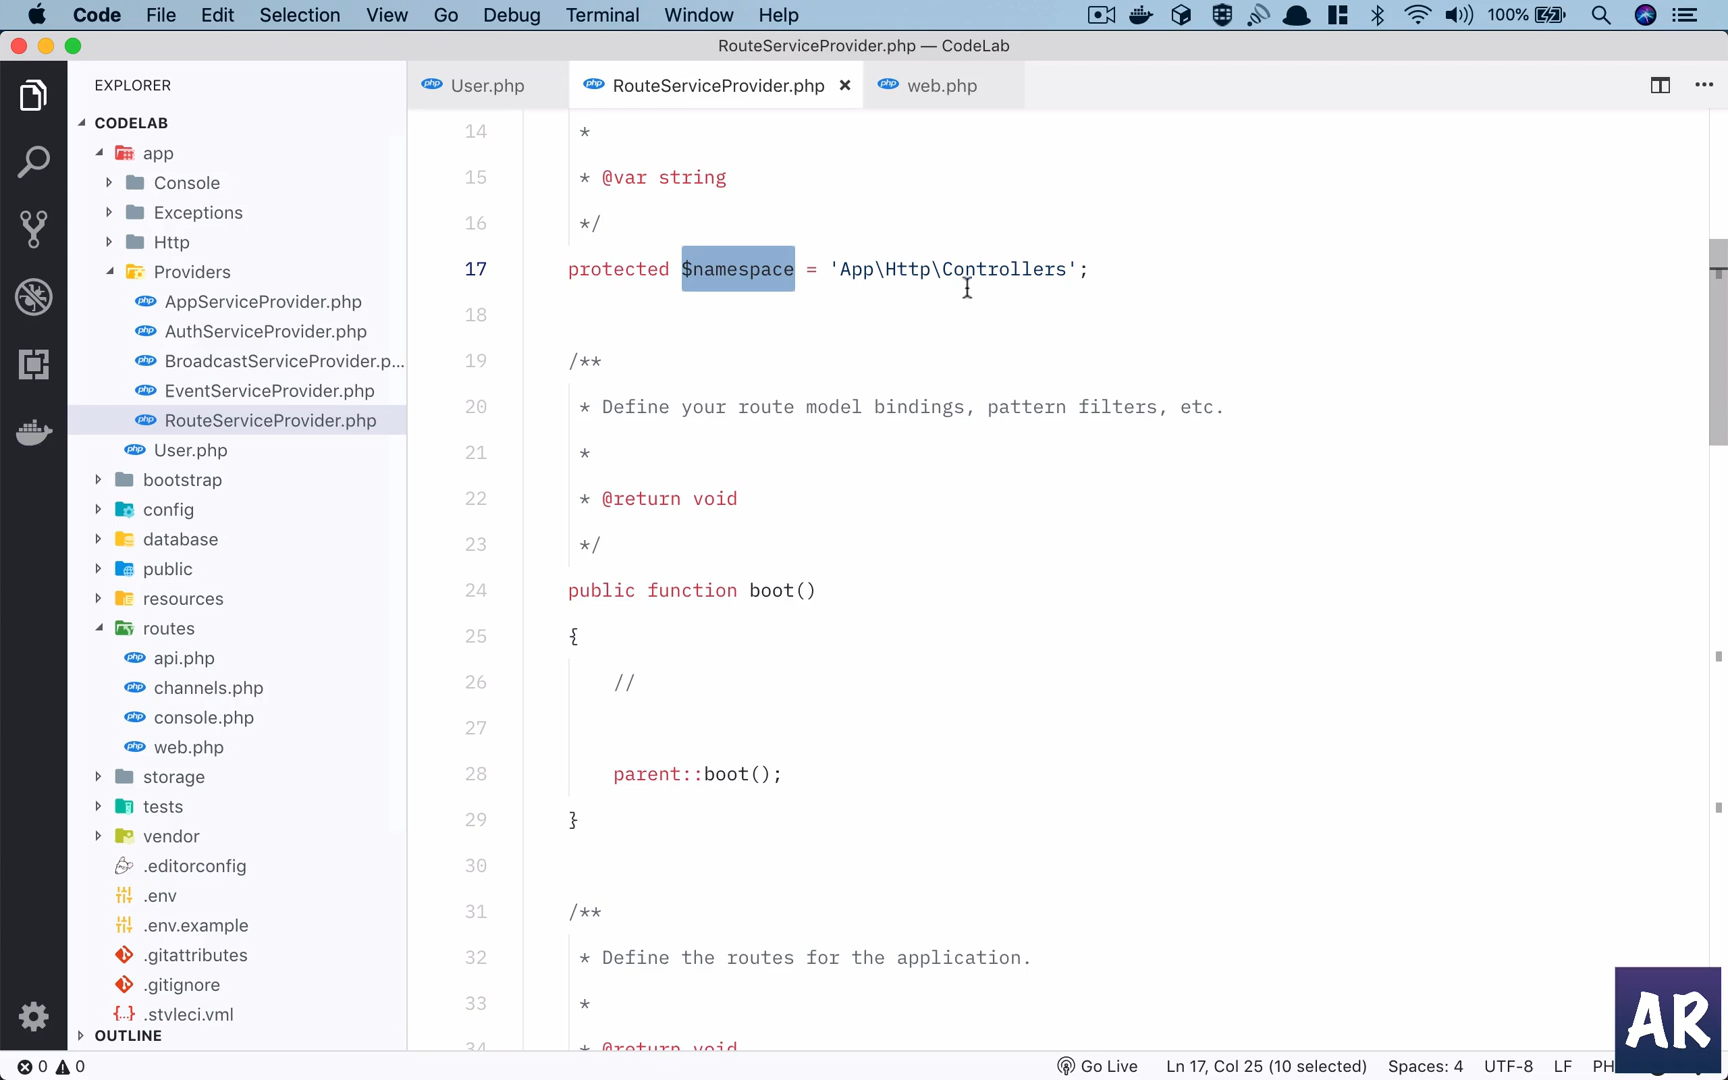 Code File Edit Selection View Go Debug Terminal Window Help 100%
RouteServiceProvider.php — CodeLab
EXPLORER
CODELAB
app
Console
Exceptions
Http
Providers
AppServiceProvider.php
AuthServiceProvider.php
BroadcastServiceProvider.p...
EventServiceProvider.php
RouteServiceProvider.php
User.php
bootstrap
config
database
public
resources
routes
api.php
channels.php
console.php
web.php
storage
tests
vendor
.editorconfig
.env
.env.example
.gitattributes
.gitignore
.styleci.yml
OUTLINE
User.php RouteServiceProvider.php web.php
14 *
15 * @var string
16 */
17 protected $namespace = 'App\Http\Controllers';
18
19 /**
20 * Define your route model bindings, pattern filters, etc.
21 *
22 * @return void
23 */
24 public function boot()
25 {
26 //
27
28 parent::boot();
29 }
30
31 /**
32 * Define the routes for the application.
33 *
34 * @return void
0 0 Go Live Ln 17, Col 25 (10 selected) Spaces: 4 UTF-8 LF PH
AR